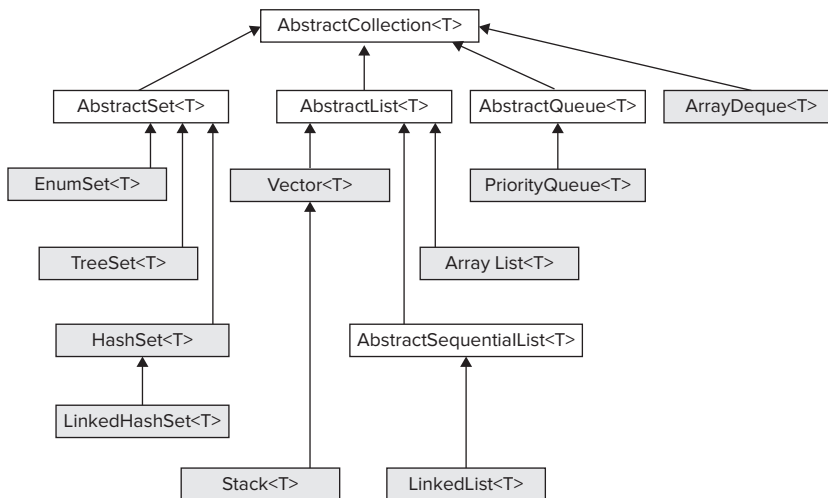 AbstractCollection<T>
AbstractSet<T>
AbstractList<T>
AbstractQueue<T>
ArrayDeque<T>
EnumSet<T>
Vector<T>
PriorityQueue<T>
TreeSet<T>
Array List<T>
HashSet<T>
AbstractSequentialList<T>
LinkedHashSet<T>
Stack<T>
LinkedList<T>